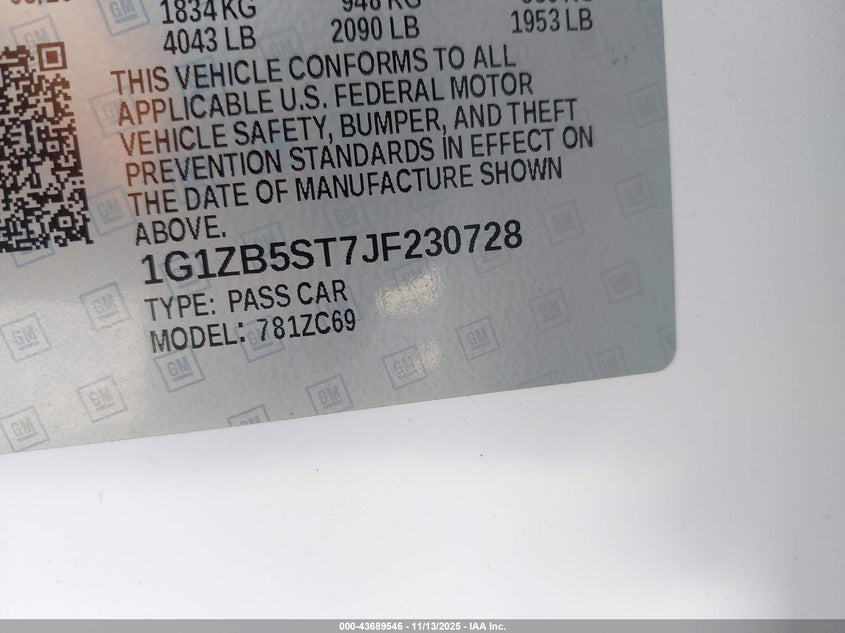 1834 KG
4043 LB
2090 LB
1953 LB
THIS VEHICLE CONFORMS TO ALL
APPLICABLE U.S. FEDERAL MOTOR
VEHICLE SAFETY, BUMPER, AND THEFT
PREVENTION STANDARDS IN EFFECT ON
THE DATE OF MANUFACTURE SHOWN
ABOVE.
1G1ZB5ST7JF230728
TYPE: PASS CAR
MODEL: 781ZC69
GM
000-43689546 - 11/13/2025 - IAA Inc.